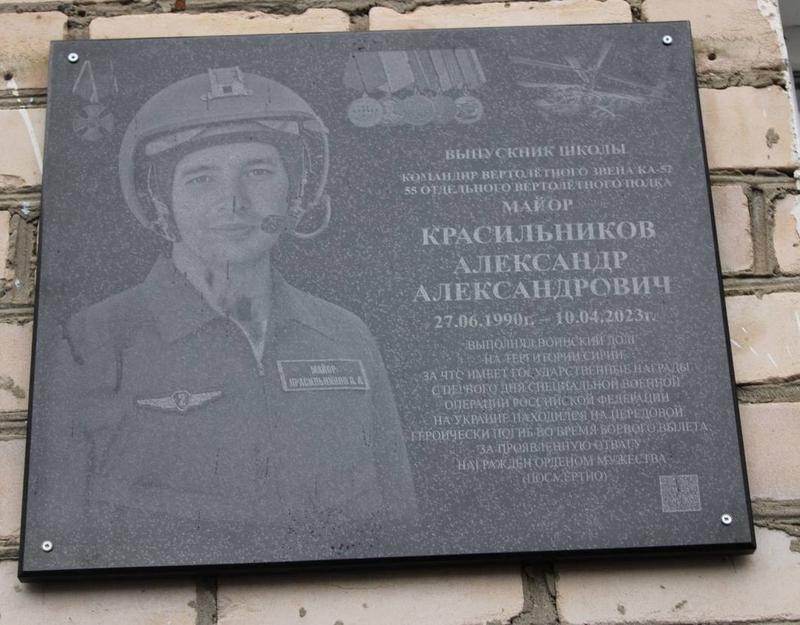 ВЫПУСКНИК ШКОЛЫ
КОМАНДИР ВЕРТОЛЁТНОГО ЗВЕНА КА-52
55 ОТДЕЛЬНОГО ВЕРТОЛЁТНОГО ПОЛКА
МАЙОР
КРАСИЛЬНИКОВ
АЛЕКСАНДР
АЛЕКСАНДРОВИЧ
27.06.1990г. – 10.04.2023г.
ВЫПОЛНЯЛ ВОИНСКИЙ ДОЛГ
НА ТЕРРИТОРИИ СИРИИ,
ЗА ЧТО ИМЕЕТ ГОСУДАРСТВЕННЫЕ НАГРАДЫ
С ПЕРВОГО ДНЯ СПЕЦИАЛЬНОЙ ВОЕННОЙ
ОПЕРАЦИИ РОССИЙСКОЙ ФЕДЕРАЦИИ
НА УКРАИНЕ НАХОДИЛСЯ НА ПЕРЕДОВОЙ
ГЕРОИЧЕСКИ ПОГИБ ВО ВРЕМЯ БОЕВОГО ВЫЛЕТА.
ЗА ПРОЯВЛЕННУЮ ОТВАГУ
НАГРАЖДЕН ОРДЕНОМ МУЖЕСТВА
(ПОСМЕРТНО)
МАЙОР
КРАСИЛЬНИКОВ А.А